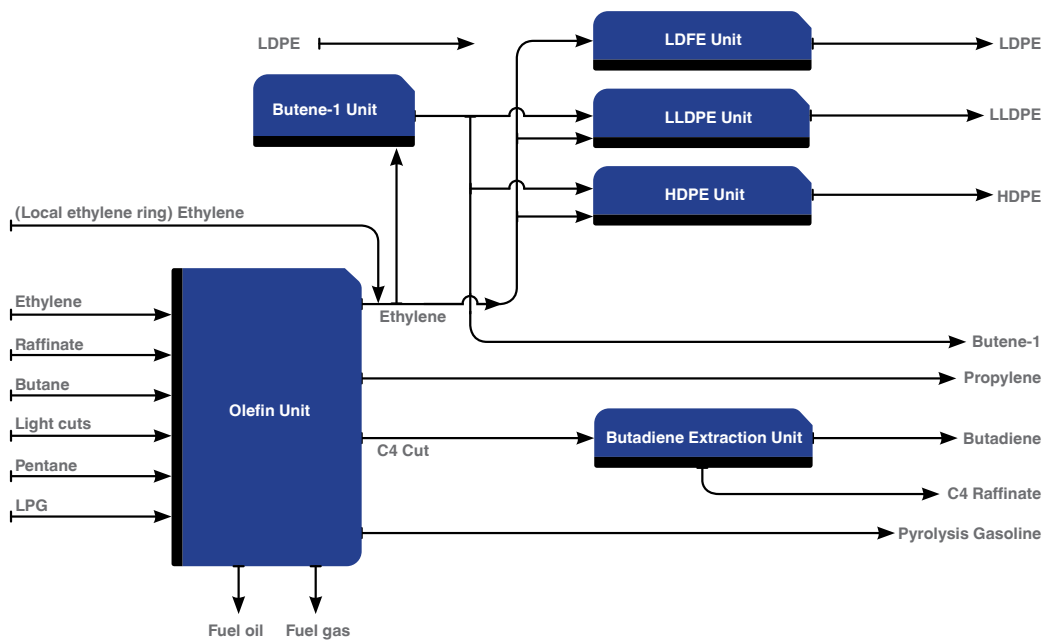 LDPE
LDFE Unit
LDPE
Butene-1 Unit
LLDPE Unit
LLDPE
HDPE Unit
HDPE
(Local ethylene ring) Ethylene
Ethylene
Ethylene
Raffinate
Butene-1
Butane
Propylene
Olefin Unit
Light cuts
C4 Cut
Butadiene Extraction Unit
Butadiene
Pentane
C4 Raffinate
LPG
Pyrolysis Gasoline
Fuel oil
Fuel gas